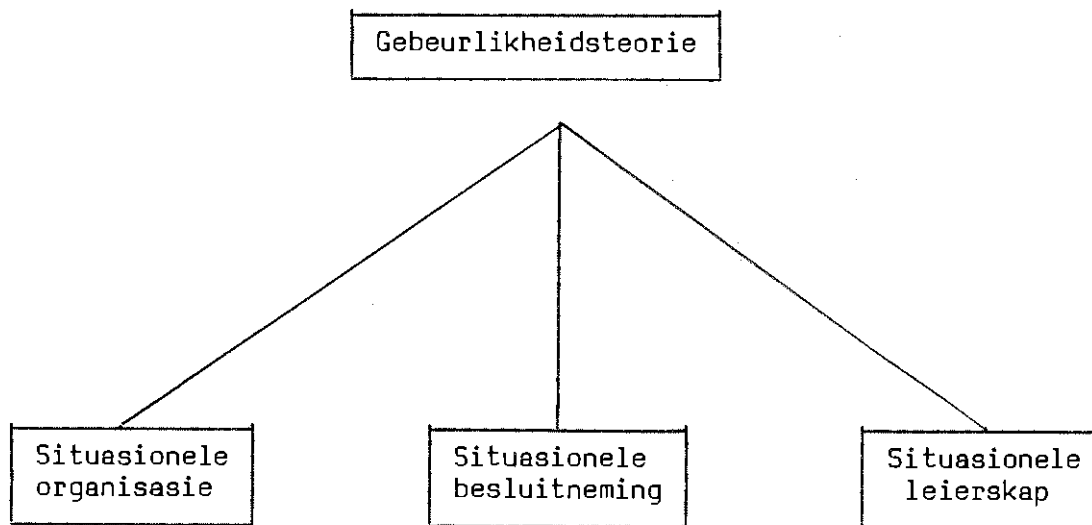 Gebeurlikheidsteorie
Situasionele
organisasie
Situasionele
besluitneming
Situasionele
leierskap